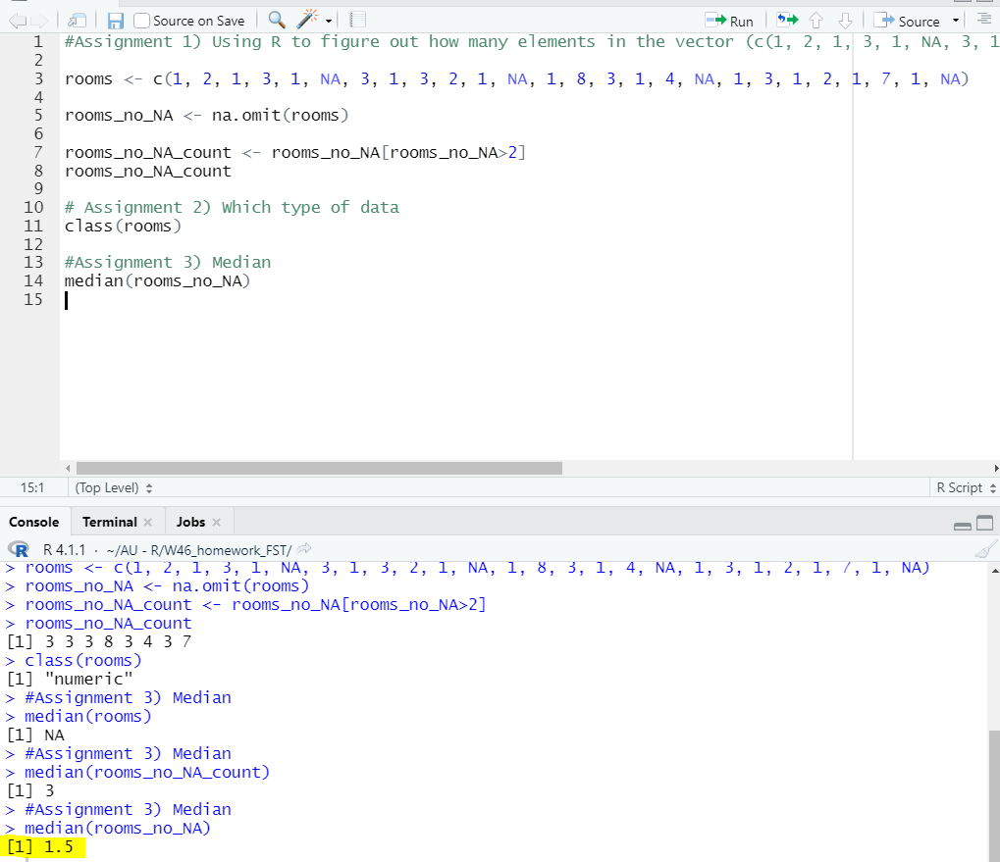 Source on Save Run Source
1 #Assignment 1) Using R to figure out how many elements in the vector (c(1, 2, 1, 3, 1, NA, 3, 1
2
3 rooms <- c(1, 2, 1, 3, 1, NA, 3, 1, 3, 2, 1, NA, 1, 8, 3, 1, 4, NA, 1, 3, 1, 2, 1, 7, 1, NA)
4
5 rooms_no_NA <- na.omit(rooms)
6
7 rooms_no_NA_count <- rooms_no_NA[rooms_no_NA>2]
8 rooms_no_NA_count
9
10 # Assignment 2) Which type of data
11 class(rooms)
12
13 #Assignment 3) Median
14 median(rooms_no_NA)
15
15:1 (Top Level) R Script
Console Terminal Jobs
R R 4.1.1 · ~/AU - R/W46_homework_FST/
> rooms <- c(1, 2, 1, 3, 1, NA, 3, 1, 3, 2, 1, NA, 1, 8, 3, 1, 4, NA, 1, 3, 1, 2, 1, 7, 1, NA)
> rooms_no_NA <- na.omit(rooms)
> rooms_no_NA_count <- rooms_no_NA[rooms_no_NA>2]
> rooms_no_NA_count
[1] 3 3 3 8 3 4 3 7
> class(rooms)
[1] "numeric"
> #Assignment 3) Median
> median(rooms)
[1] NA
> #Assignment 3) Median
> median(rooms_no_NA_count)
[1] 3
> #Assignment 3) Median
> median(rooms_no_NA)
[1] 1.5